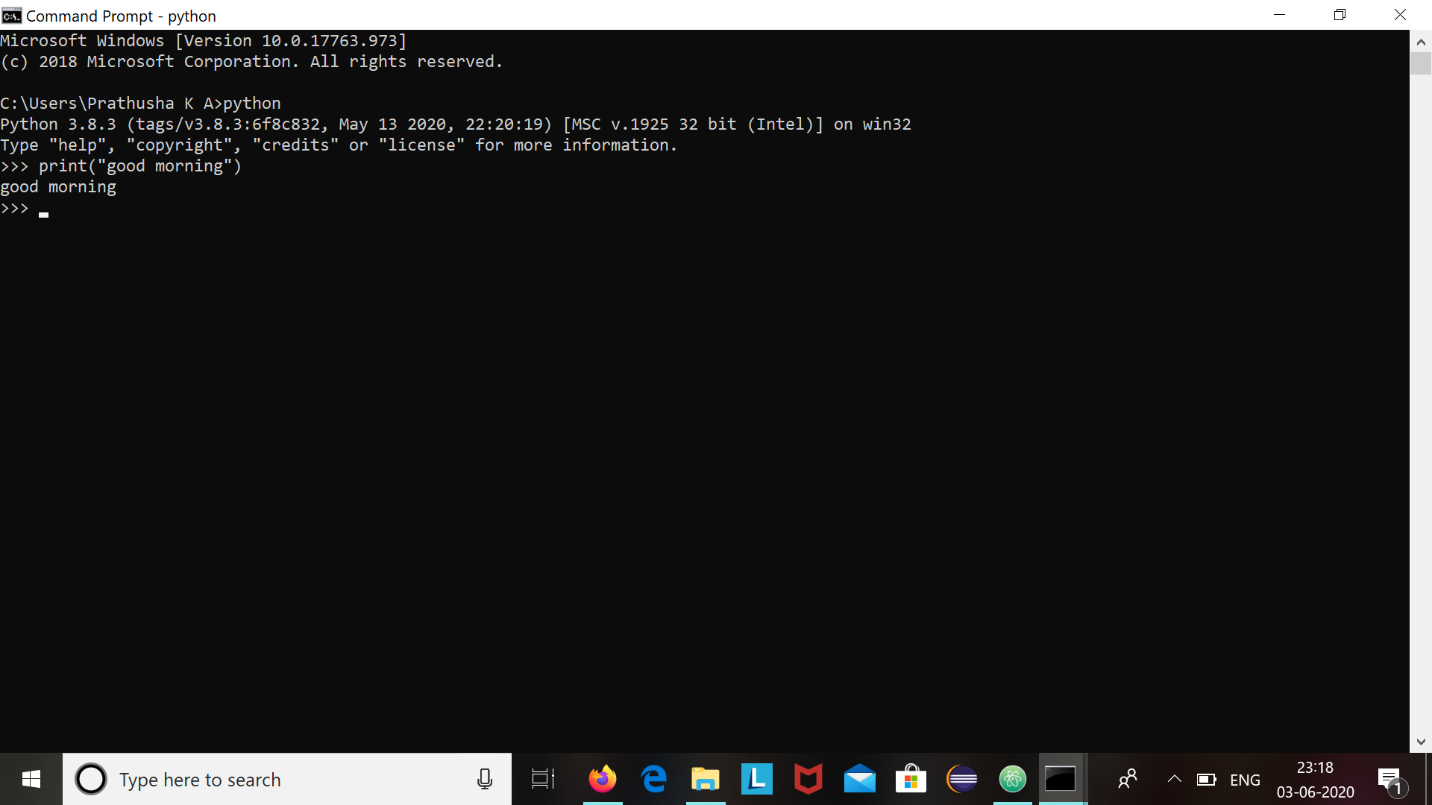 Command Prompt - python
Microsoft Windows [Version 10.0.17763.973]
(c) 2018 Microsoft Corporation. All rights reserved.
C:\Users\Prathusha K A>python
Python 3.8.3 (tags/v3.8.3:6f8c832, May 13 2020, 22:20:19) [MSC v.1925 32 bit (Intel)] on win32
Type "help", "copyright", "credits" or "license" for more information.
>>> print("good morning")
good morning
>>>
Type here to search
L
ENG
23:18
03-06-2020
1